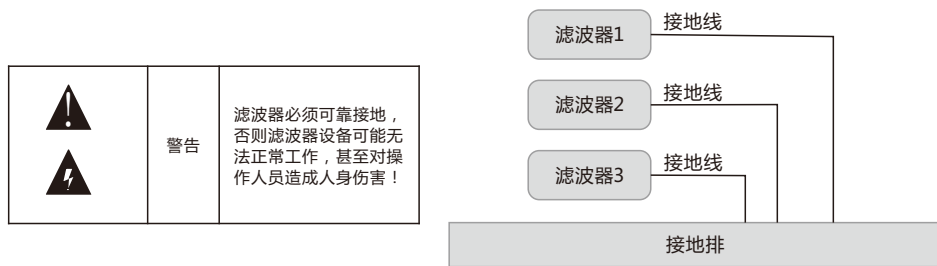 警告
滤波器必须可靠接地，
否则滤波器设备可能无
法正常工作，甚至对操
作人员造成人身伤害！
滤波器1
接地线
滤波器2
接地线
滤波器3
接地线
接地排